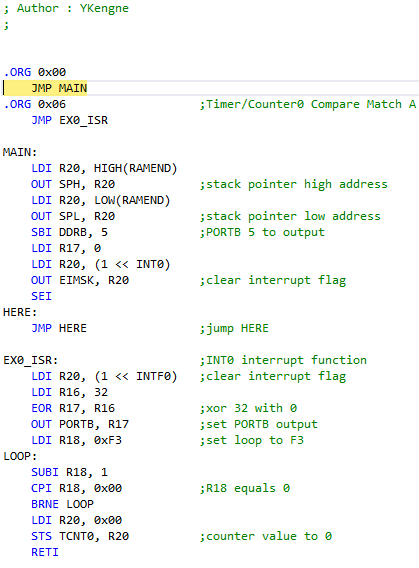 ; Author : YKengne
;
.ORG 0x00
JMP MAIN
.ORG 0x06 ;Timer/Counter0 Compare Match A
JMP EX0_ISR
MAIN:
LDI R20, HIGH(RAMEND)
OUT SPH, R20 ;stack pointer high address
LDI R20, LOW(RAMEND)
OUT SPL, R20 ;stack pointer low address
SBI DDRB, 5 ;PORTB 5 to output
LDI R17, 0
LDI R20, (1 << INT0)
OUT EIMSK, R20 ;clear interrupt flag
SEI
HERE:
JMP HERE ;jump HERE
EX0_ISR: ;INT0 interrupt function
LDI R20, (1 << INTF0) ;clear interrupt flag
LDI R16, 32
EOR R17, R16 ;xor 32 with 0
OUT PORTB, R17 ;set PORTB output
LDI R18, 0xF3 ;set loop to F3
LOOP:
SUBI R18, 1
CPI R18, 0x00 ;R18 equals 0
BRNE LOOP
LDI R20, 0x00
STS TCNT0, R20 ;counter value to 0
RETI